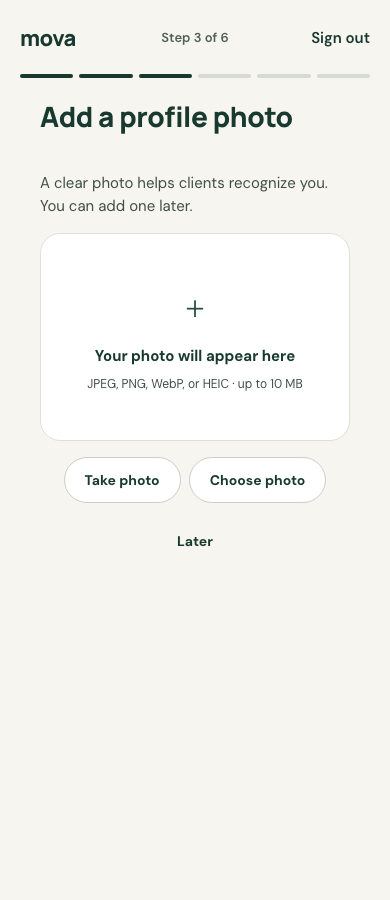 mova
Step 3 of 6
Sign out
Add a profile photo
A clear photo helps clients recognize you.
You can add one later.
Your photo will appear here
JPEG, PNG, WebP, or HEIC · up to 10 MB
Take photo
Choose photo
Later